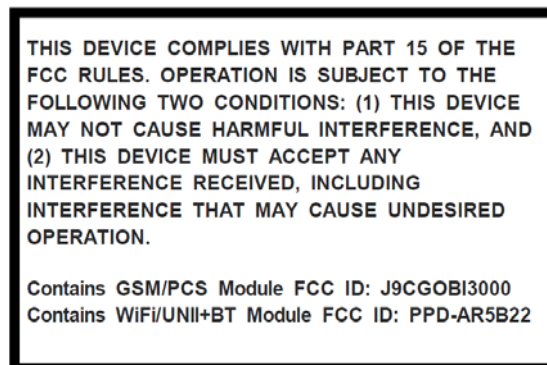 THIS DEVICE COMPLIES WITH PART 15 OF THE
FCC RULES. OPERATION IS SUBJECT TO THE
FOLLOWING TWO CONDITIONS: (1) THIS DEVICE
MAY NOT CAUSE HARMFUL INTERFERENCE, AND
(2) THIS DEVICE MUST ACCEPT ANY
INTERFERENCE RECEIVED, INCLUDING
INTERFERENCE THAT MAY CAUSE UNDESIRED
OPERATION.
Contains GSM/PCS Module FCC ID: J9CGOBI3000
Contains WiFi/UNII+BT Module FCC ID: PPD-AR5B22